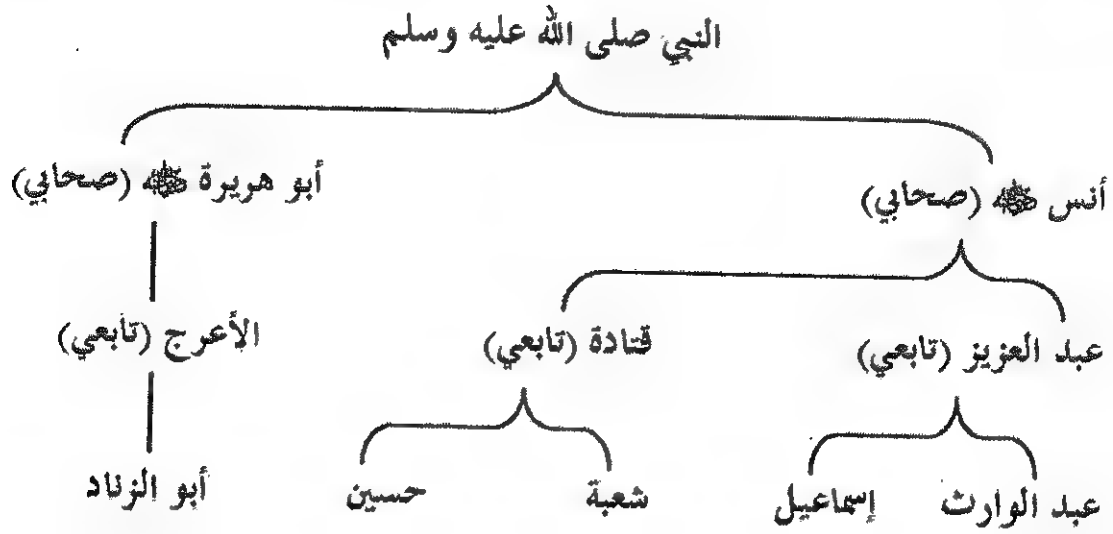 النبي صلى الله عليه وسلم
أنس ﷺ (صحابي) أبو هريرة ﷺ (صحابي)
عبد العزيز (تابعي) قتادة (تابعي) الأعرج (تابعي)
عبد الوارث إسماعيل شعبة حسين أبو الزناد